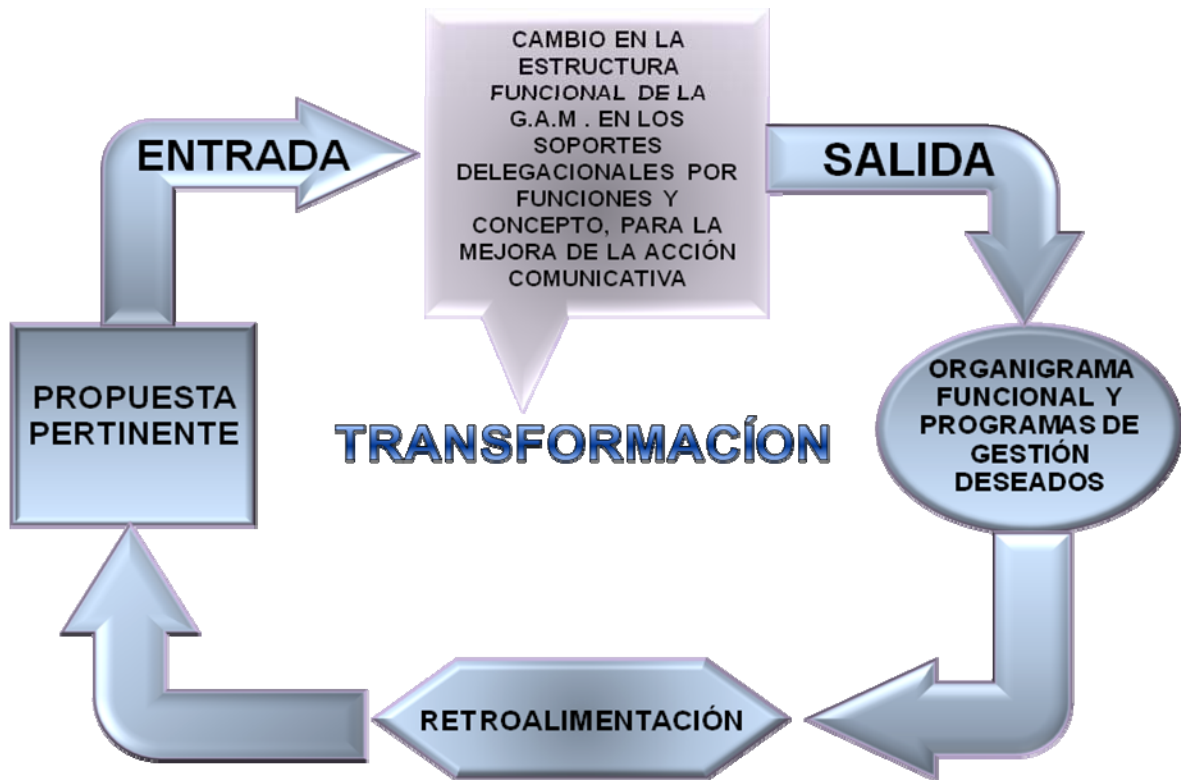 CAMBIO EN LA
ESTRUCTURA
FUNCIONAL DE LA
G.A.M . EN LOS
SOPORTES
DELEGACIONALES POR
FUNCIONES Y
CONCEPTO, PARA LA
MEJORA DE LA ACCIÓN
COMUNICATIVA
ENTRADA
SALIDA
PROPUESTA
PERTINENTE
TRANSFORMACÍON
ORGANIGRAMA
FUNCIONAL Y
PROGRAMAS DE
GESTIÓN
DESEADOS
RETROALIMENTACIÓN